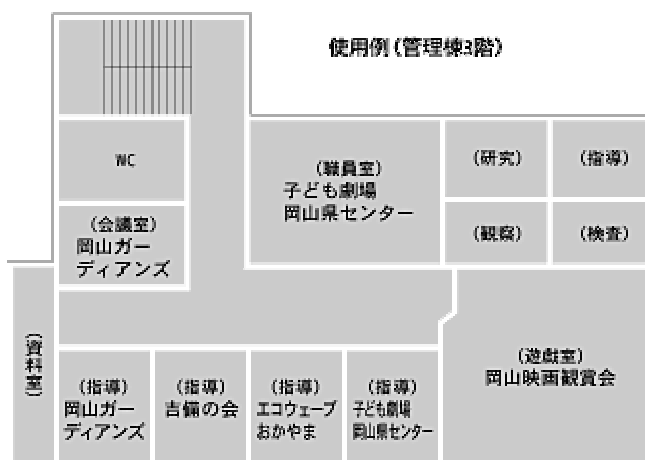 使用例（管理棟3階）
WC
（職員室）
子ども劇場
岡山県センター
（研究）
（指導）
（会議室）
岡山ガー
ディアンズ
（観察）
（検査）
（資料室）
（遊戯室）
岡山映画観賞会
（指導）
岡山ガー
ディアンズ
（指導）
吉備の会
（指導）
エコウェーブ
おかやま
（指導）
子ども劇場
岡山県センター